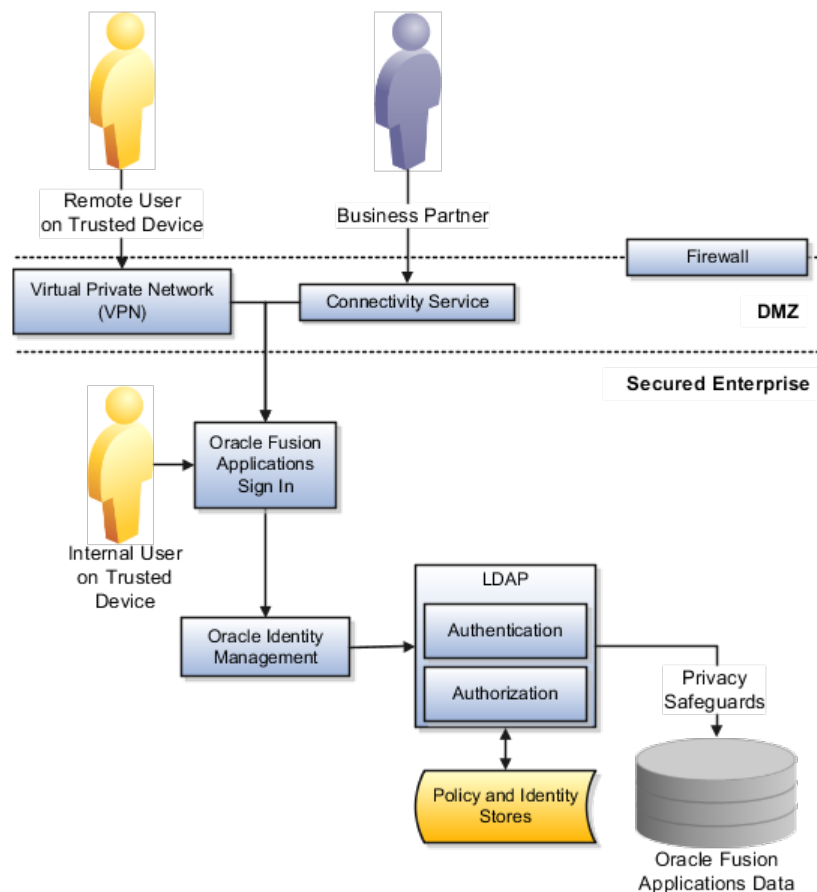 Remote User
on Trusted Device
Business Partner
Firewall
Virtual Private Network
(VPN)
Connectivity Service
DMZ
Secured Enterprise
Oracle Fusion
Applications
Sign In
Internal User
on Trusted
Device
LDAP
Authentication
Oracle Identity
Management
Authorization
Privacy
Safeguards
Policy and Identity
Stores
Oracle Fusion
Applications Data